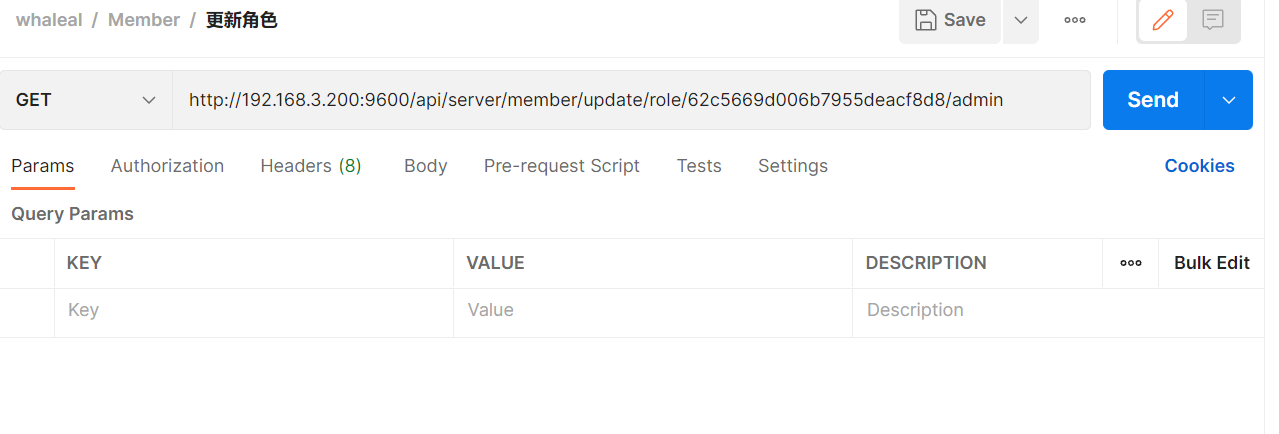 whaleal / Member / 更新角色
Save
GET
http://192.168.3.200:9600/api/server/member/update/role/62c5669d006b7955deacf8d8/admin
Send
Params Authorization Headers (8) Body Pre-request Script Tests Settings Cookies
Query Params
KEY VALUE DESCRIPTION Bulk Edit
Key Value Description